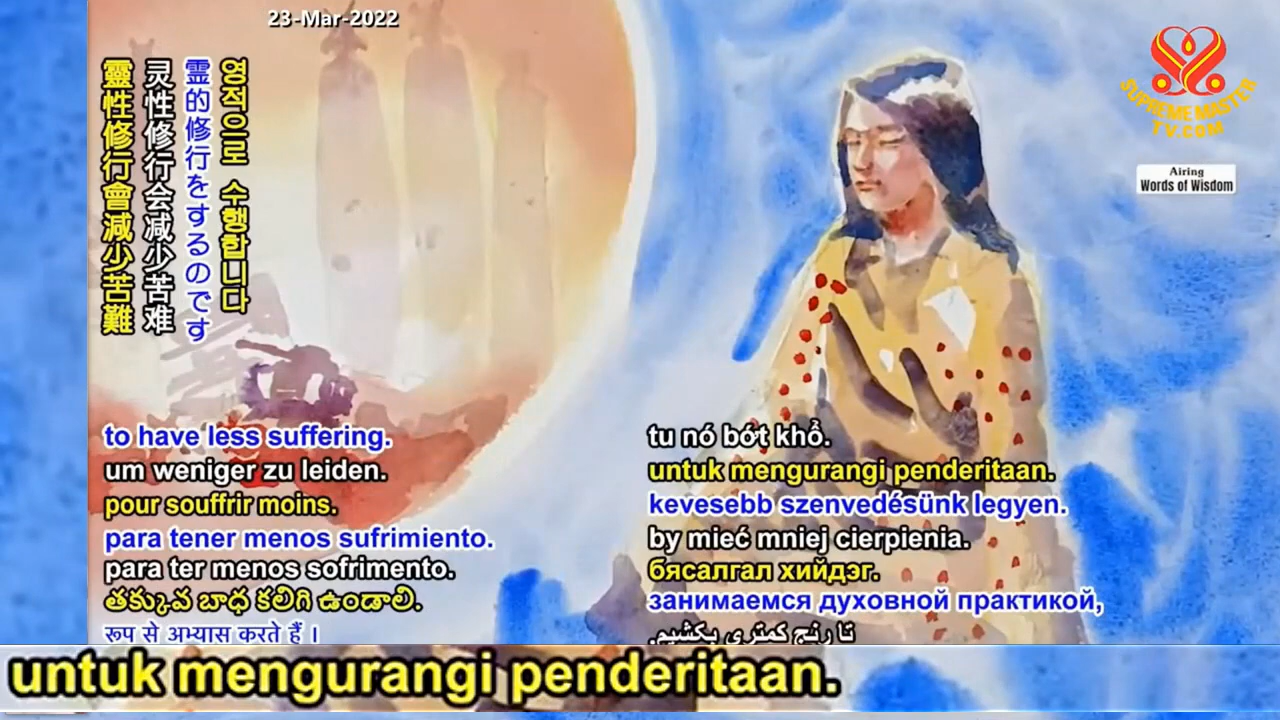 23-Mar-2022
SUPREME MASTER
TV.COM
Airing
Words of Wisdom
영적으로 수행합니다
霊的修行をするのです
灵性修行会减少苦难
靈性修行會減少苦難
to have less suffering.
um weniger zu leiden.
pour souffrir moins.
para tener menos sufrimiento.
para ter menos sofrimento.
తక్కువ బాధ కలిగి ఉండాలి.
रूप से अभ्यास करते हैं ।
tu nó bớt khổ.
untuk mengurangi penderitaan.
kevesebb szenvedésünk legyen.
by mieć mniej cierpienia.
бясалгал хийдэг.
занимаемся духовной практикой,
تا رنج کمتری بکشیم.
untuk mengurangi penderitaan.